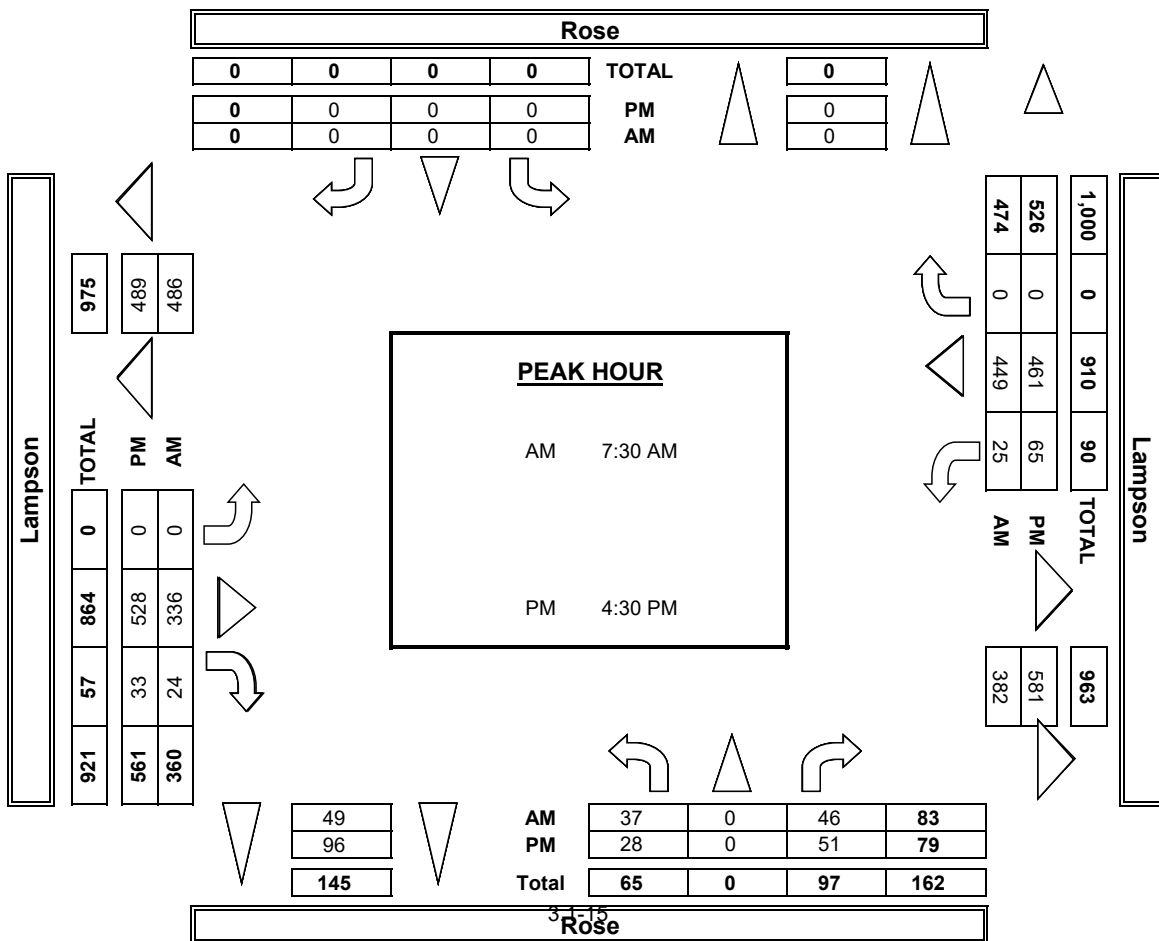 Rose
0 0 0 0 TOTAL 0
0 0 0 0 PM 0
0 0 0 0 AM 0
Lampson
975
489
486
TOTAL
PM
AM
0 864 57 921
0 528 33 561
0 336 24 360
PEAK HOUR
AM 7:30 AM
PM 4:30 PM
1,000 0 910 90 TOTAL
526 0 461 65 PM
474 0 449 25 AM
963
581
382
Lampson
49 AM 37 0 46 83
96 PM 28 0 51 79
145 Total 65 0 97 162
3-1-15
Rose